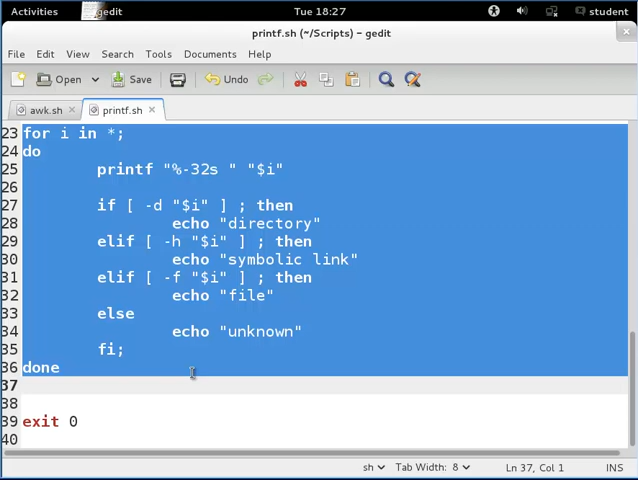 Activities gedit Tue 18:27 student
printf.sh (~/Scripts) - gedit ×
File Edit View Search Tools Documents Help
Open Save Undo
awk.sh × printf.sh ×
23 for i in *;
24 do
25 printf "%-32s " "$i"
26
27 if [ -d "$i" ] ; then
28 echo "directory"
29 elif [ -h "$i" ] ; then
30 echo "symbolic link"
31 elif [ -f "$i" ] ; then
32 echo "file"
33 else
34 echo "unknown"
35 fi;
36 done
37
38
39 exit 0
40
sh Tab Width: 8 Ln 37, Col 1 INS